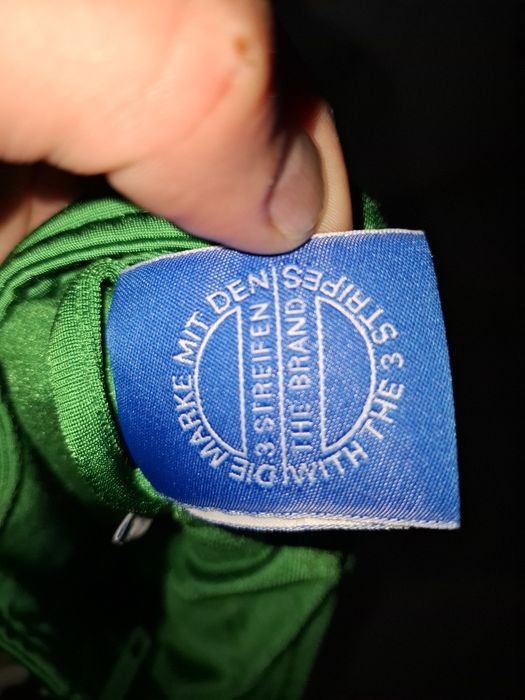 DIE MARKE MIT DEN
3 STREIFEN
THE BRAND
WITH THE 3 STRIPES